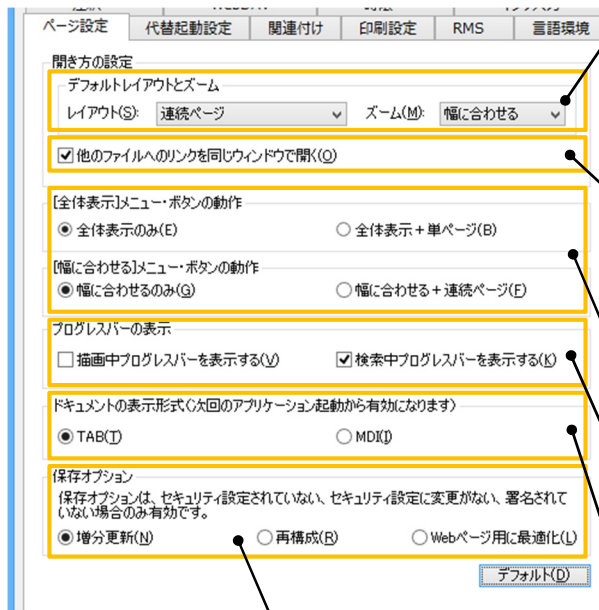 ページ設定 代替起動設定 関連付け 印刷設定 RMS 言語環境
開き方の設定
デフォルトレイアウトとズーム
レイアウト(S): 連続ページ ズーム(M): 幅に合わせる
他のファイルへのリンクを同じウィンドウで開く(O)
[全体表示]メニュー・ボタンの動作
全体表示のみ(E) 全体表示+単ページ(B)
[幅に合わせる]メニュー・ボタンの動作
幅に合わせるのみ(G) 幅に合わせる+連続ページ(F)
プログレスバーの表示
描画中プログレスバーを表示する(V) 検索中プログレスバーを表示する(K)
ドキュメントの表示形式(次回のアプリケーション起動から有効になります)
TAB(T) MDI(I)
保存オプション
保存オプションは、セキュリティ設定されていない、セキュリティ設定に変更がない、署名されて
いない場合のみ有効です。
増分更新(N) 再構成(R) Webページ用に最適化(L)
デフォルト(D)